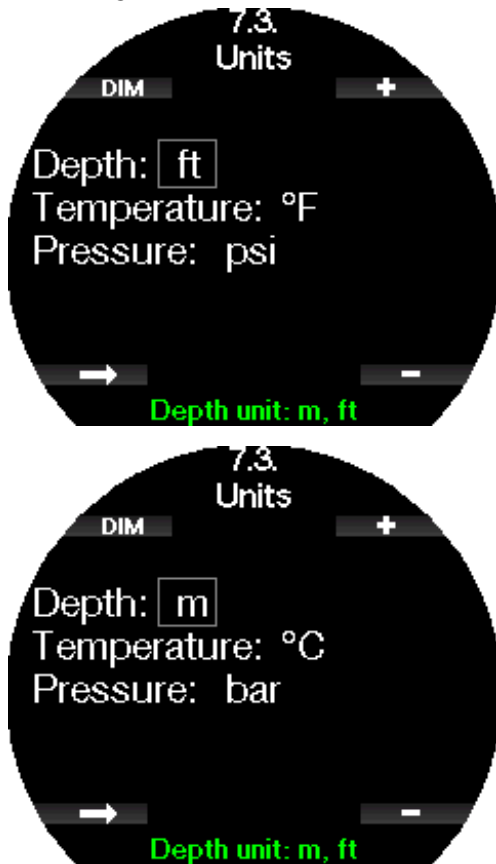 7.3.
Units
DIM +
Depth: ft
Temperature: °F
Pressure: psi
→ -
Depth unit: m, ft
7.3.
Units
DIM +
Depth: m
Temperature: °C
Pressure: bar
→ -
Depth unit: m, ft